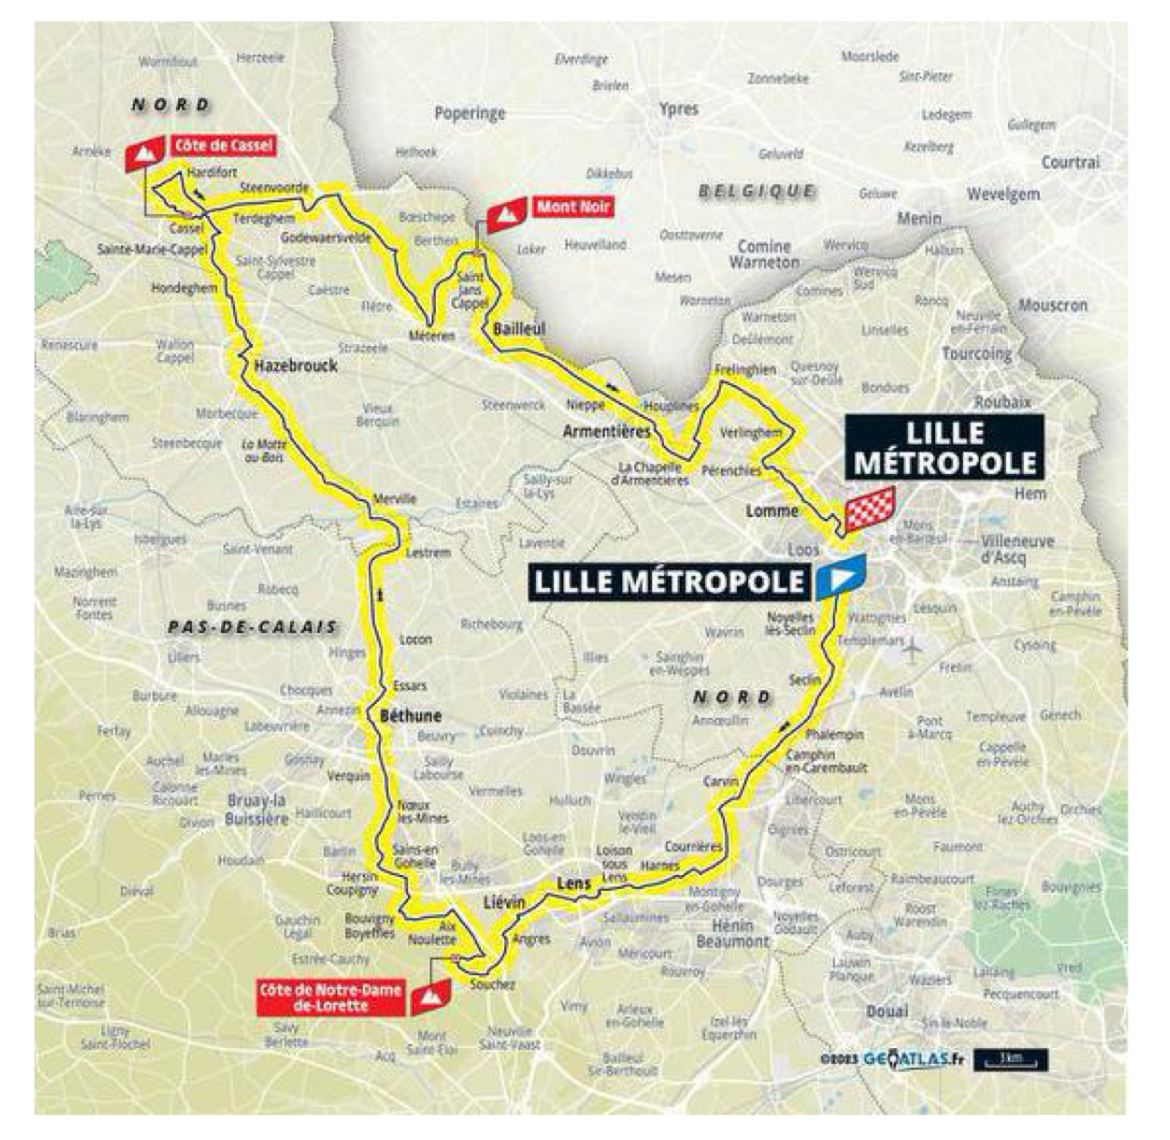 Wormhout
Herzeele
Elverdinge
Brielen
Moorslede
Zonnebeke
Sint-Pieter
NORD
Poperinge
Ypres
Ledegem
Gullegem
Arnèke
Côte de Cassel
Helhoek
Geluveld
Kezelberg
Courtrai
Hardifort
Steenvoorde
Dikkebus
BELGIQUE
Geluwe
Wevelgem
Cassel
Terdeghem
Boeschepe
Mont Noir
Menin
Sainte-Marie-Cappel
Godewaersvelde
Berthen
Loker
Heuvelland
Oosttaverne
Comine
Warneton
Wervicq
Halluin
Saint-Sylvestre
Cappel
Hondeghem
Caëstre
Flêtre
Saint
Jans
Cappel
Mesen
Warneton
Comines
Wervicq
Sud
Roncq
Mouscron
Renescure
Wallon
Cappel
Strazeele
Méteren
Bailleul
Warneton
Deûlémont
Linselles
Neuville
en-Ferrain
Tourcoing
Hazebrouck
Frelinghien
Quesnoy
sur-Deûle
Bondues
Roubaix
Blaringhem
Morbecque
Vieux
Berquin
Steenwerck
Nieppe
Houplines
Steenbecque
La Motte
au-Bois
Armentières
Verlinghem
LILLE
MÉTROPOLE
La Chapelle
d'Armentières
Pérenchies
Aire-sur
la-Lys
Merville
Estaires
Sailly-sur
la-Lys
Lomme
Hem
Isbergues
Saint-Venant
Lestrem
Laventie
Loos
Mons
en-Barœul
Villeneuve
d'Ascq
Mazinghem
Robecq
LILLE MÉTROPOLE
Anstaing
Norrent
Fontes
Busnes
Noyelles
lès-Seclin
Wattignies
Lesquin
Camphin
en-Pévèle
PAS-DE-CALAIS
Locon
Richebourg
Wavrin
Templemars
Cysoing
Lillers
Hinges
Illies
Sainghin
en-Weppes
Fretin
Burbure
Chocques
Essars
Violaines
La
Bassée
NORD
Seclin
Avelin
Allouagne
Annezin
Béthune
Annœullin
Ferfay
Labeuvrière
Beuvry
Cuinchy
Phalempin
Pont
à-Marcq
Templeuve
Genech
Auchel
Marles
les-Mines
Gosnay
Verquin
Sailly
Labourse
Douvrin
Wingles
Camphin
en-Carembault
Cappelle
en-Pévèle
Pernes
Calonne
Ricouart
Bruay-la
Buissière
Vermelles
Hulluch
Carvin
Libercourt
Mons
en-Pévèle
Auchy
lez-Orchies
Orchies
Divion
Haillicourt
Nœux
les-Mines
Vendin
le-Vieil
Oignies
Houdain
Barlin
Sains-en
Gohelle
Bully
les-Mines
Loos-en
Gohelle
Loison
sous
Lens
Courrières
Harnes
Ostricourt
Faumont
Diéval
Hersin
Coupigny
Lens
Montigny
en-Gohelle
Dourges
Leforest
Raimbeaucourt
Flines
lez-Raches
Bouvignies
Gauchin
Légal
Bouvigny
Boyeffles
Liévin
Sallaumines
Hénin
Beaumont
Noyelles
Godault
Roost
Warendin
Brias
Aix
Noulette
Angres
Avion
Méricourt
Auby
Estrée-Cauchy
Rouvroy
Lauwin
Planque
Waziers
Lallaing
Vred
Saint-Michel
sur-Ternoise
Côte de Notre-Dame
de-Lorette
Souchez
Pecquencourt
Vimy
Arleux
en-Gohelle
Izel-lès
Équerchin
Douai
Sin-le-Noble
Ligny
Saint-Flochel
Savy
Berlette
Acq
Mont
Saint-Eloi
Neuville
Saint-Vaast
Bailleul
Sir-Berthoult
©2023 GEOATLAS.fr